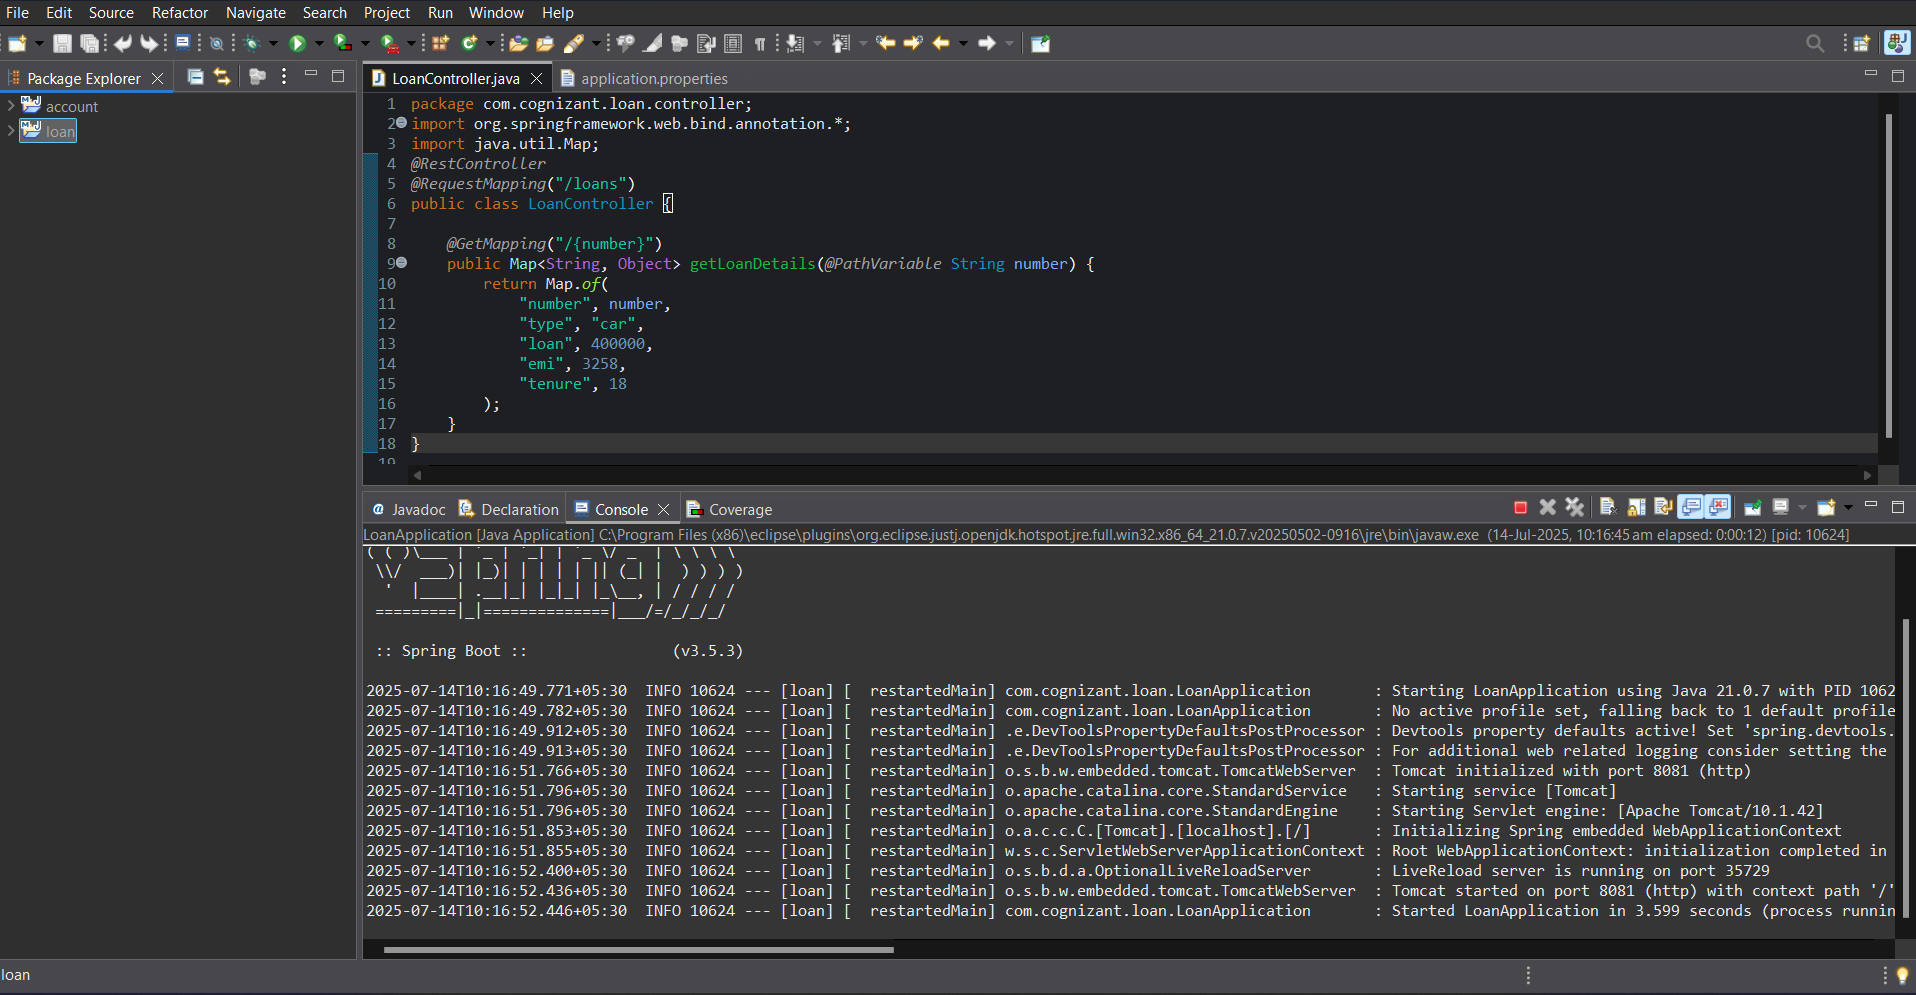 File Edit Source Refactor Navigate Search Project Run Window Help
Package Explorer
LoanController.java
application.properties
account
loan
1 package com.cognizant.loan.controller;
2 import org.springframework.web.bind.annotation.*;
3 import java.util.Map;
4 @RestController
5 @RequestMapping("/loans")
6 public class LoanController {
7
8 @GetMapping("/{number}")
9 public Map<String, Object> getLoanDetails(@PathVariable String number) {
10 return Map.of(
11 "number", number,
12 "type", "car",
13 "loan", 400000,
14 "emi", 3258,
15 "tenure", 18
16 );
17 }
18 }
19
@ Javadoc Declaration Console Coverage
LoanApplication [Java Application] C:\Program Files (x86)\eclipse\plugins\org.eclipse.justj.openjdk.hotspot.jre.full.win32.x86_64_21.0.7.v20250502-0916\jre\bin\javaw.exe (14-Jul-2025, 10:16:45 am elapsed: 0:00:12) [pid: 10624]
( ( )\___ | '_ | '_| | '_ \/ _` | \ \ \ \
\\/ ___)| |_)| | | | | || (_| | ) ) ) )
' |____| .__|_| |_|_| |_\__, | / / / /
=========|_|==============|___/=/_/_/_/
:: Spring Boot :: (v3.5.3)
2025-07-14T10:16:49.771+05:30 INFO 10624 --- [loan] [ restartedMain] com.cognizant.loan.LoanApplication : Starting LoanApplication using Java 21.0.7 with PID 1062
2025-07-14T10:16:49.782+05:30 INFO 10624 --- [loan] [ restartedMain] com.cognizant.loan.LoanApplication : No active profile set, falling back to 1 default profile
2025-07-14T10:16:49.912+05:30 INFO 10624 --- [loan] [ restartedMain] .e.DevToolsPropertyDefaultsPostProcessor : Devtools property defaults active! Set 'spring.devtools.
2025-07-14T10:16:49.913+05:30 INFO 10624 --- [loan] [ restartedMain] .e.DevToolsPropertyDefaultsPostProcessor : For additional web related logging consider setting the
2025-07-14T10:16:51.766+05:30 INFO 10624 --- [loan] [ restartedMain] o.s.b.w.embedded.tomcat.TomcatWebServer : Tomcat initialized with port 8081 (http)
2025-07-14T10:16:51.796+05:30 INFO 10624 --- [loan] [ restartedMain] o.apache.catalina.core.StandardService : Starting service [Tomcat]
2025-07-14T10:16:51.796+05:30 INFO 10624 --- [loan] [ restartedMain] o.apache.catalina.core.StandardEngine : Starting Servlet engine: [Apache Tomcat/10.1.42]
2025-07-14T10:16:51.853+05:30 INFO 10624 --- [loan] [ restartedMain] o.a.c.c.C.[Tomcat].[localhost].[/] : Initializing Spring embedded WebApplicationContext
2025-07-14T10:16:51.855+05:30 INFO 10624 --- [loan] [ restartedMain] w.s.c.ServletWebServerApplicationContext : Root WebApplicationContext: initialization completed in
2025-07-14T10:16:52.400+05:30 INFO 10624 --- [loan] [ restartedMain] o.s.b.d.a.OptionalLiveReloadServer : LiveReload server is running on port 35729
2025-07-14T10:16:52.436+05:30 INFO 10624 --- [loan] [ restartedMain] o.s.b.w.embedded.tomcat.TomcatWebServer : Tomcat started on port 8081 (http) with context path '/'
2025-07-14T10:16:52.446+05:30 INFO 10624 --- [loan] [ restartedMain] com.cognizant.loan.LoanApplication : Started LoanApplication in 3.599 seconds (process runnin
loan